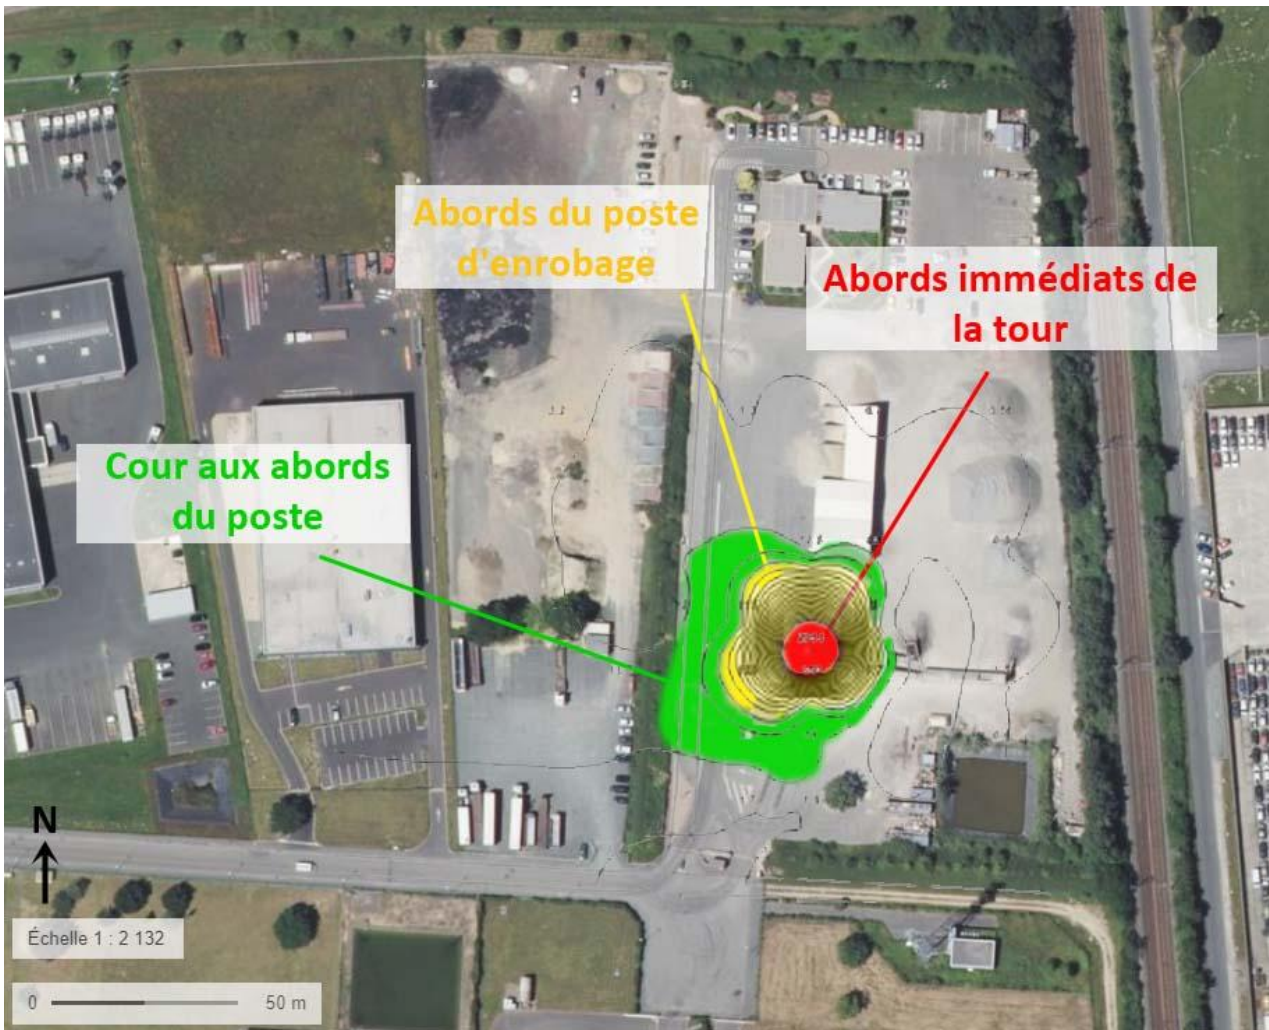 Abords du poste
d'enrobage
Abords immédiats de
la tour
Cour aux abords
du poste
N
Échelle 1 : 2 132
0 50 m